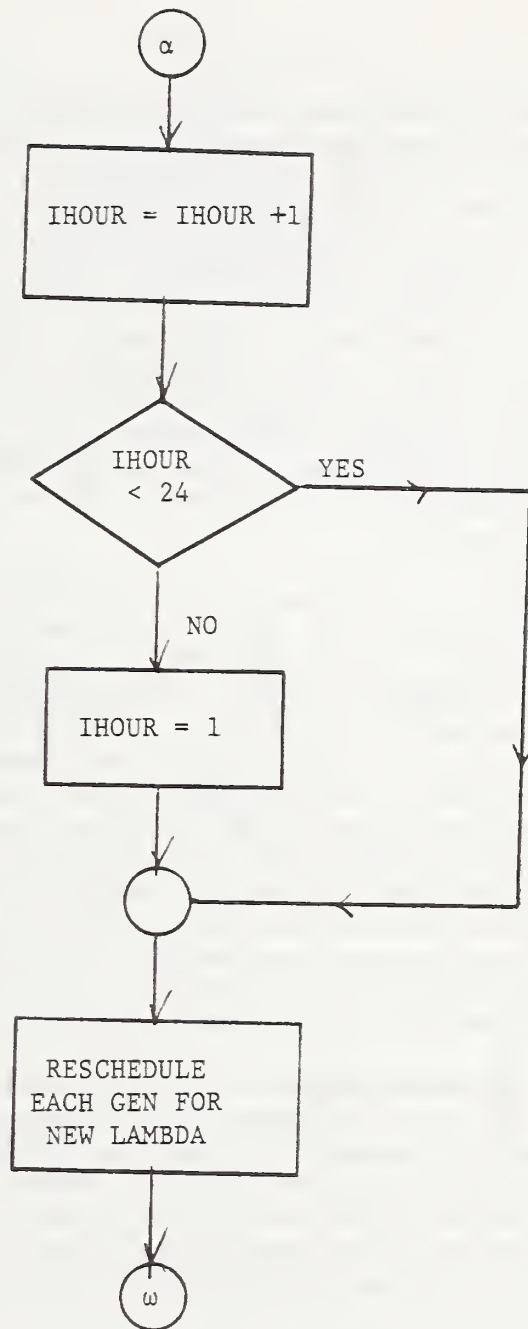 α
IHOUR = IHOUR +1
IHOUR
< 24
YES
NO
IHOUR = 1
RESCHEDULE
EACH GEN FOR
NEW LAMBDA
ω